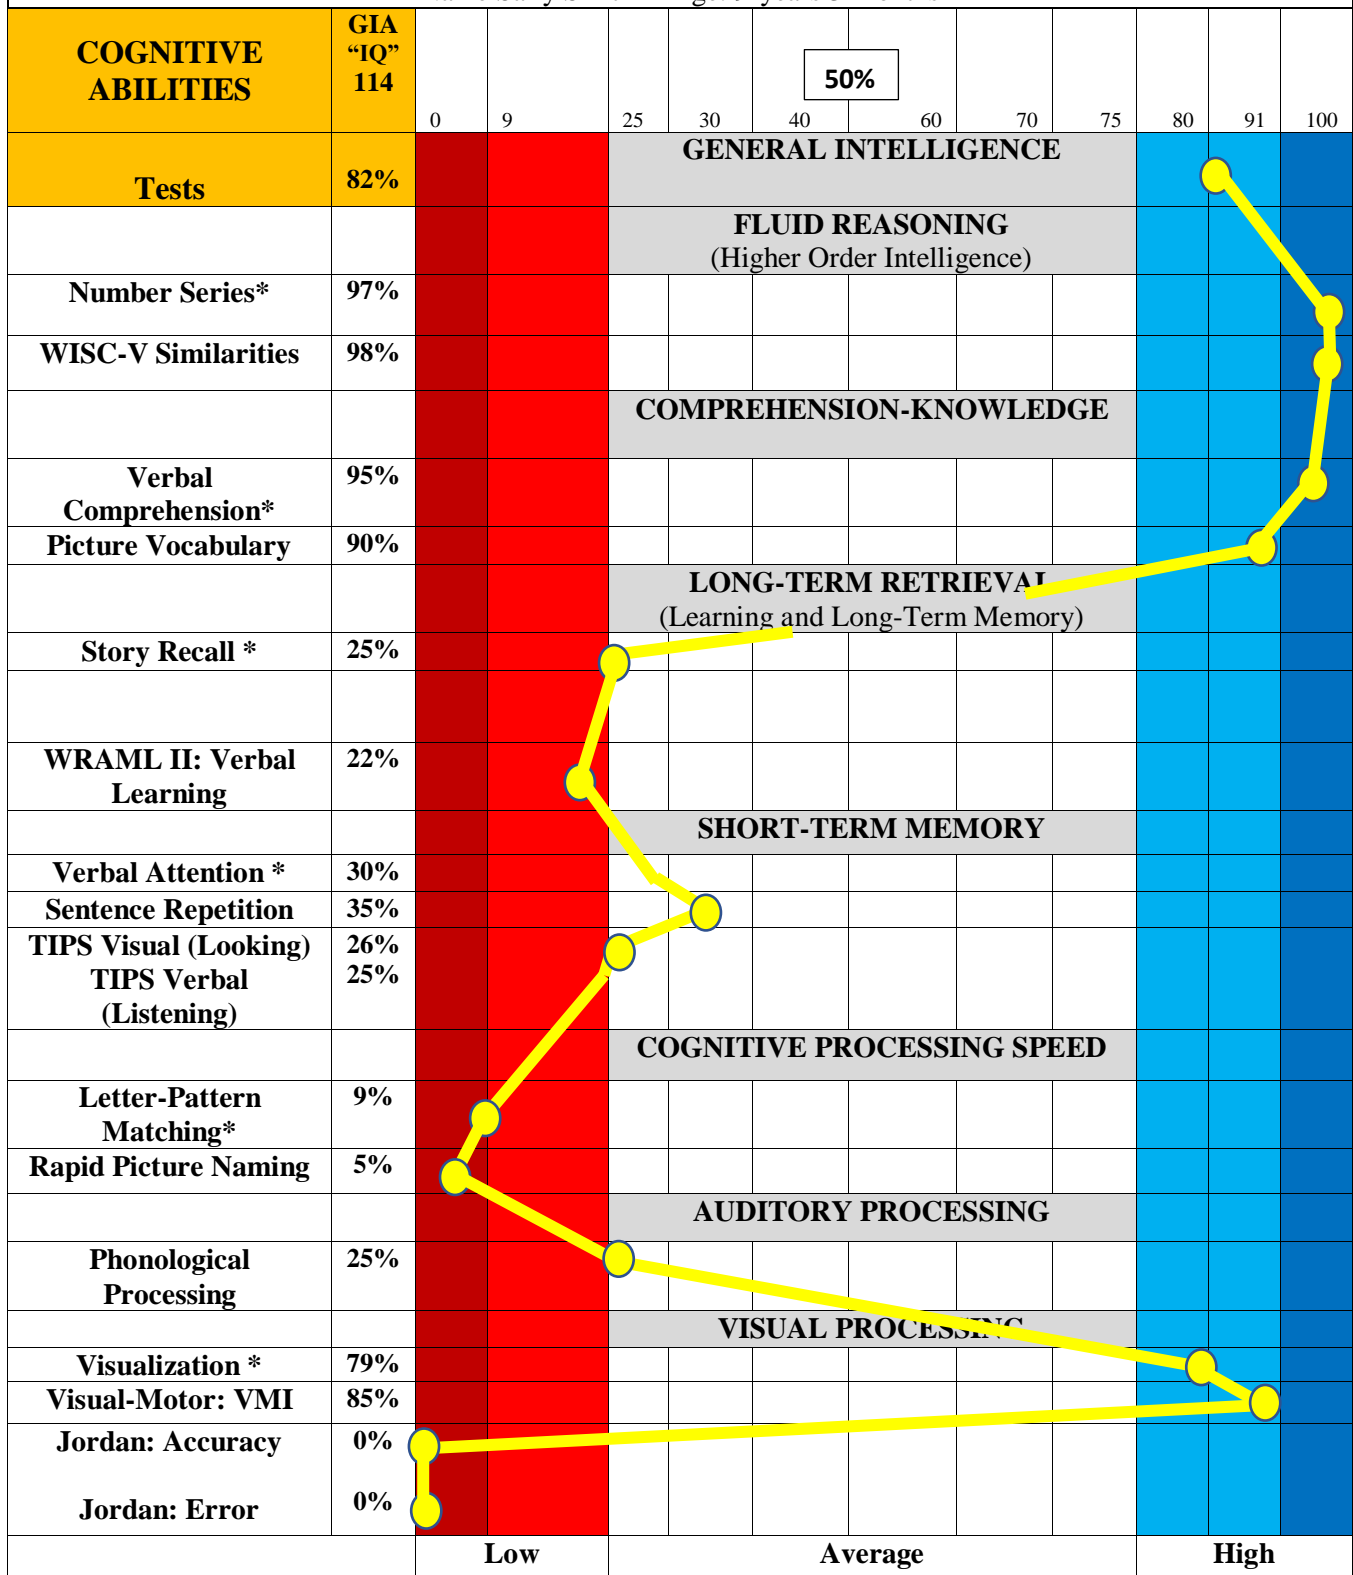 COGNITIVE
ABILITIES
GIA
“IQ”
114
50%
0 9 25 30 40 60 70 75 80 91 100
Tests 82% GENERAL INTELLIGENCE
FLUID REASONING
(Higher Order Intelligence)
Number Series* 97%
WISC-V Similarities 98%
COMPREHENSION-KNOWLEDGE
Verbal 95%
Comprehension*
Picture Vocabulary 90%
LONG-TERM RETRIEVAL
(Learning and Long-Term Memory)
Story Recall * 25%
WRAML II: Verbal 22%
Learning
SHORT-TERM MEMORY
Verbal Attention * 30%
Sentence Repetition 35%
TIPS Visual (Looking) 26%
TIPS Verbal 25%
(Listening)
COGNITIVE PROCESSING SPEED
Letter-Pattern 9%
Matching*
Rapid Picture Naming 5%
AUDITORY PROCESSING
Phonological 25%
Processing
VISUAL PROCESSING
Visualization * 79%
Visual-Motor: VMI 85%
Jordan: Accuracy 0%
Jordan: Error 0%
Low Average High